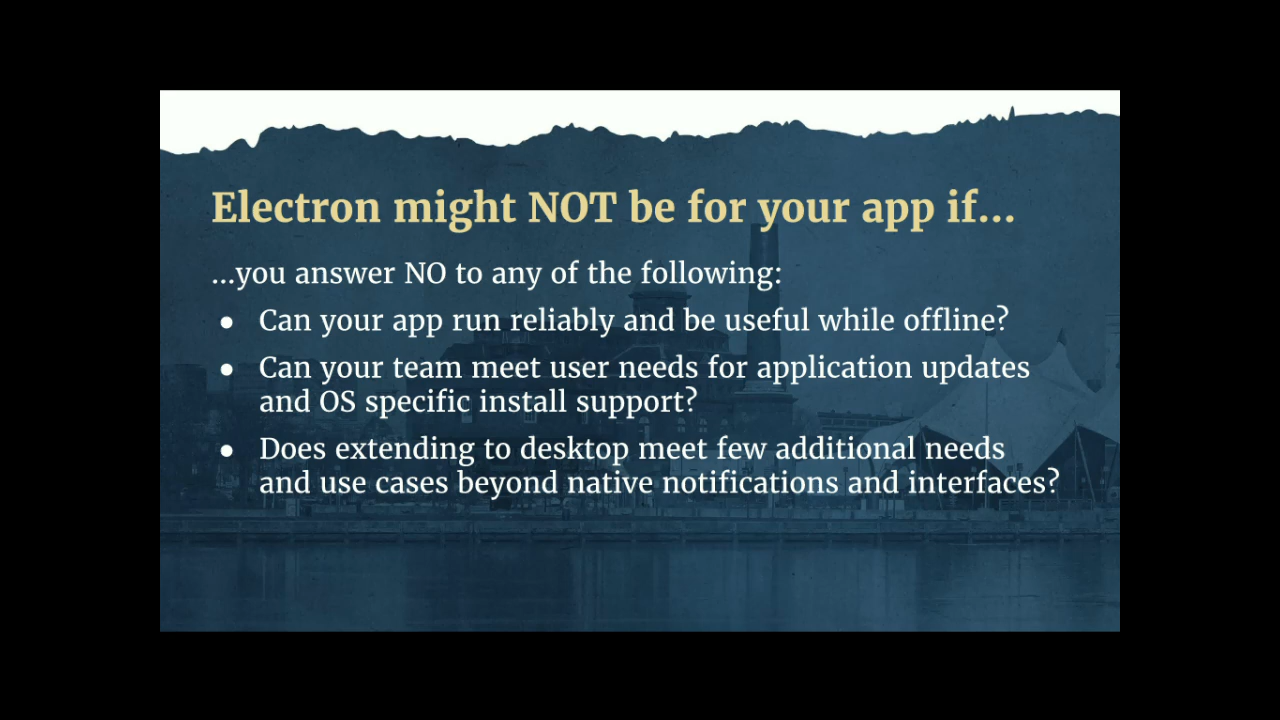 Electron might NOT be for your app if...
...you answer NO to any of the following:
● Can your app run reliably and be useful while offline?
● Can your team meet user needs for application updates
and OS specific install support?
● Does extending to desktop meet few additional needs
and use cases beyond native notifications and interfaces?